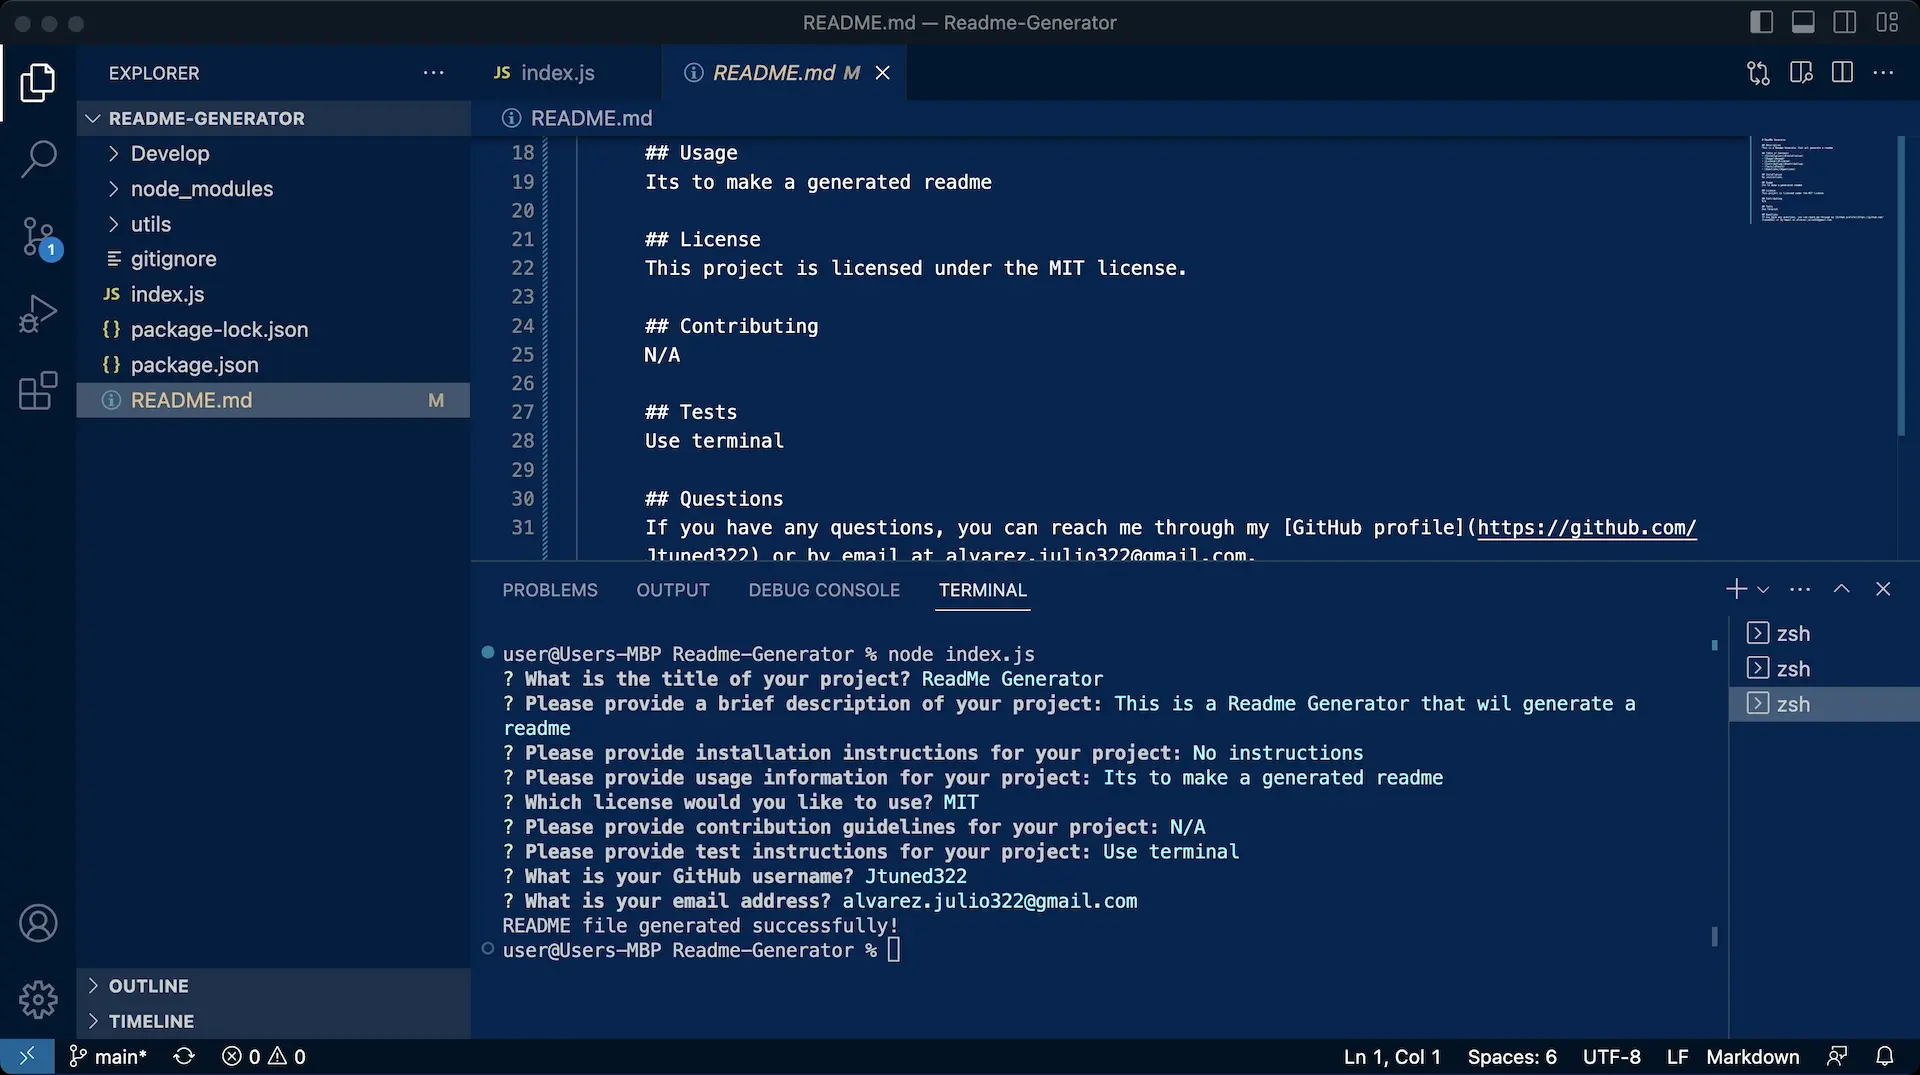 README.md — Readme-Generator
EXPLORER
JS index.js
README.md M
README-GENERATOR
README.md
Develop
node_modules
utils
gitignore
JS index.js
{} package-lock.json
{} package.json
README.md M
1
18 ## Usage
19 Its to make a generated readme
20
21 ## License
22 This project is licensed under the MIT license.
23
24 ## Contributing
25 N/A
26
27 ## Tests
28 Use terminal
29
30 ## Questions
31 If you have any questions, you can reach me through my [GitHub profile](https://github.com/
Jtuned322) or by email at alvarez.julio322@gmail.com.
PROBLEMS OUTPUT DEBUG CONSOLE TERMINAL
user@Users-MBP Readme-Generator % node index.js
? What is the title of your project? ReadMe Generator
? Please provide a brief description of your project: This is a Readme Generator that wil generate a
readme
? Please provide installation instructions for your project: No instructions
? Please provide usage information for your project: Its to make a generated readme
? Which license would you like to use? MIT
? Please provide contribution guidelines for your project: N/A
? Please provide test instructions for your project: Use terminal
? What is your GitHub username? Jtuned322
? What is your email address? alvarez.julio322@gmail.com
README file generated successfully!
user@Users-MBP Readme-Generator %
zsh
zsh
zsh
OUTLINE
TIMELINE
main* 0 0 Ln 1, Col 1 Spaces: 6 UTF-8 LF Markdown